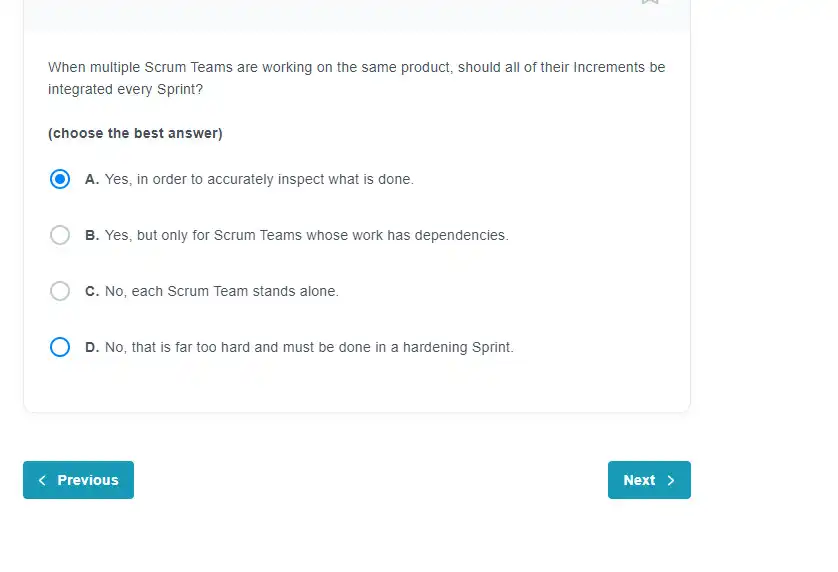 When multiple Scrum Teams are working on the same product, should all of their Increments be
integrated every Sprint?
(choose the best answer)
A. Yes, in order to accurately inspect what is done.
B. Yes, but only for Scrum Teams whose work has dependencies.
C. No, each Scrum Team stands alone.
D. No, that is far too hard and must be done in a hardening Sprint.
Previous
Next